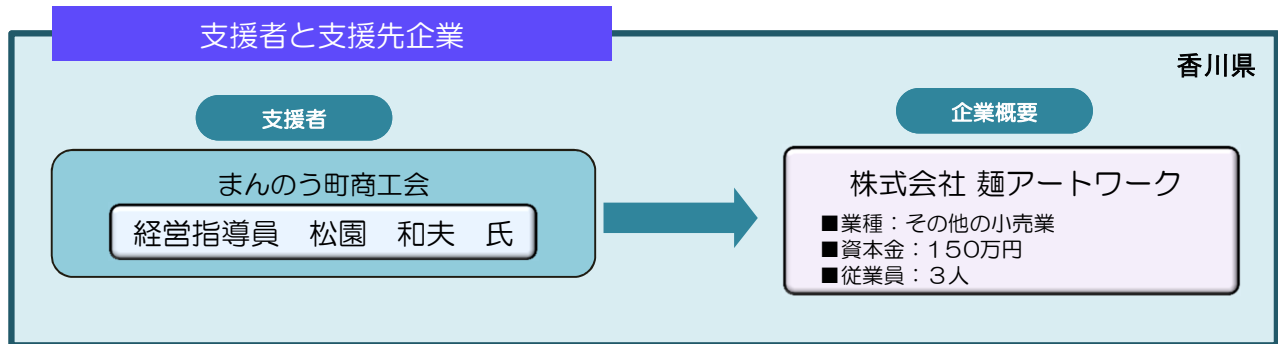 支援者と支援先企業
香川県
支援者
まんのう町商工会
経営指導員　松園　和夫　氏
企業概要
株式会社 麺アートワーク
■業種：その他の小売業
■資本金：１５０万円
■従業員：３人